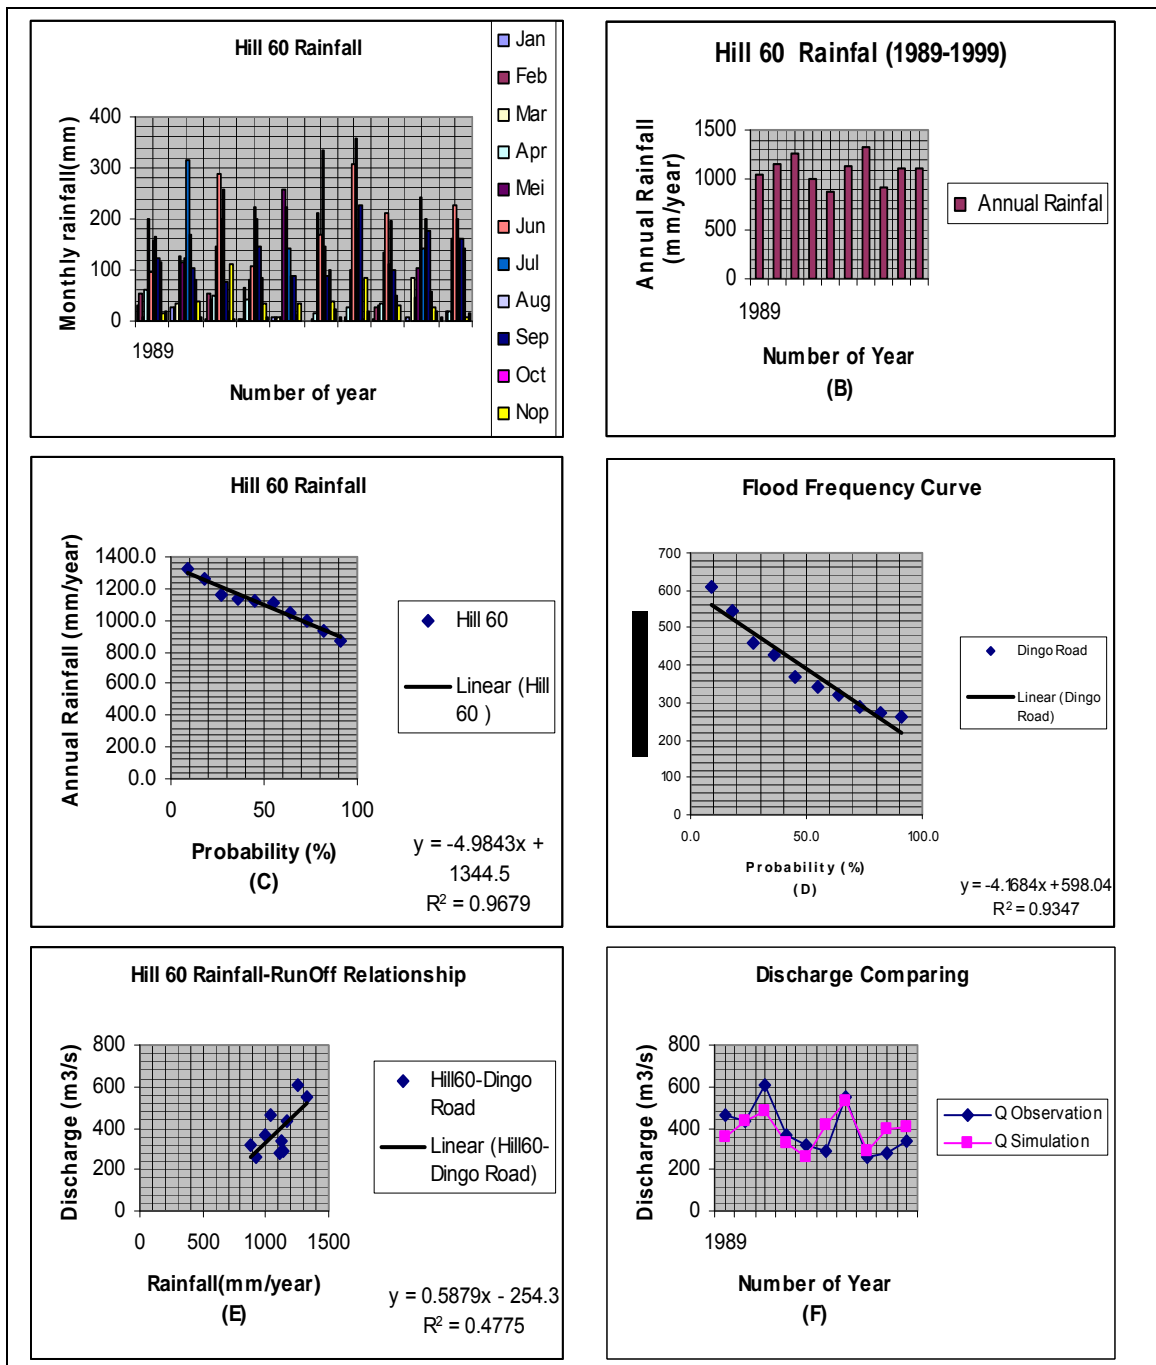 Hill 60 Rainfall
Monthly rainfall(mm)
400
300
200
100
0
1989
Number of year
Jan
Feb
Mar
Apr
Mei
Jun
Jul
Aug
Sep
Oct
Nop
Hill 60 Rainfal (1989-1999)
Annual Rainfall
(mm/year)
1500
1000
500
0
1989
Number of Year
(B)
Annual Rainfal
Hill 60 Rainfall
Annual Rainfall (mm/year)
1400.0
1200.0
1000.0
800.0
600.0
400.0
200.0
0.0
0 50 100
Probability (%)
(C)
Hill 60
Linear (Hill
60 )
y = -4.9843x +
1344.5
R² = 0.9679
Flood Frequency Curve
700
600
500
400
300
200
100
0
0.0 50.0 100.0
Probability (%)
(D)
Dingo Road
Linear (Dingo
Road)
y = -4.1684x + 598.04
R² = 0.9347
Hill 60 Rainfall-RunOff Relationship
Discharge (m3/s)
800
600
400
200
0
0 500 1000 1500
Rainfall(mm/year)
(E)
Hill60-Dingo
Road
Linear (Hill60-
Dingo Road)
y = 0.5879x - 254.3
R² = 0.4775
Discharge Comparing
Discharge (m3/s)
800
600
400
200
0
1989
Number of Year
(F)
Q Observation
Q Simulation